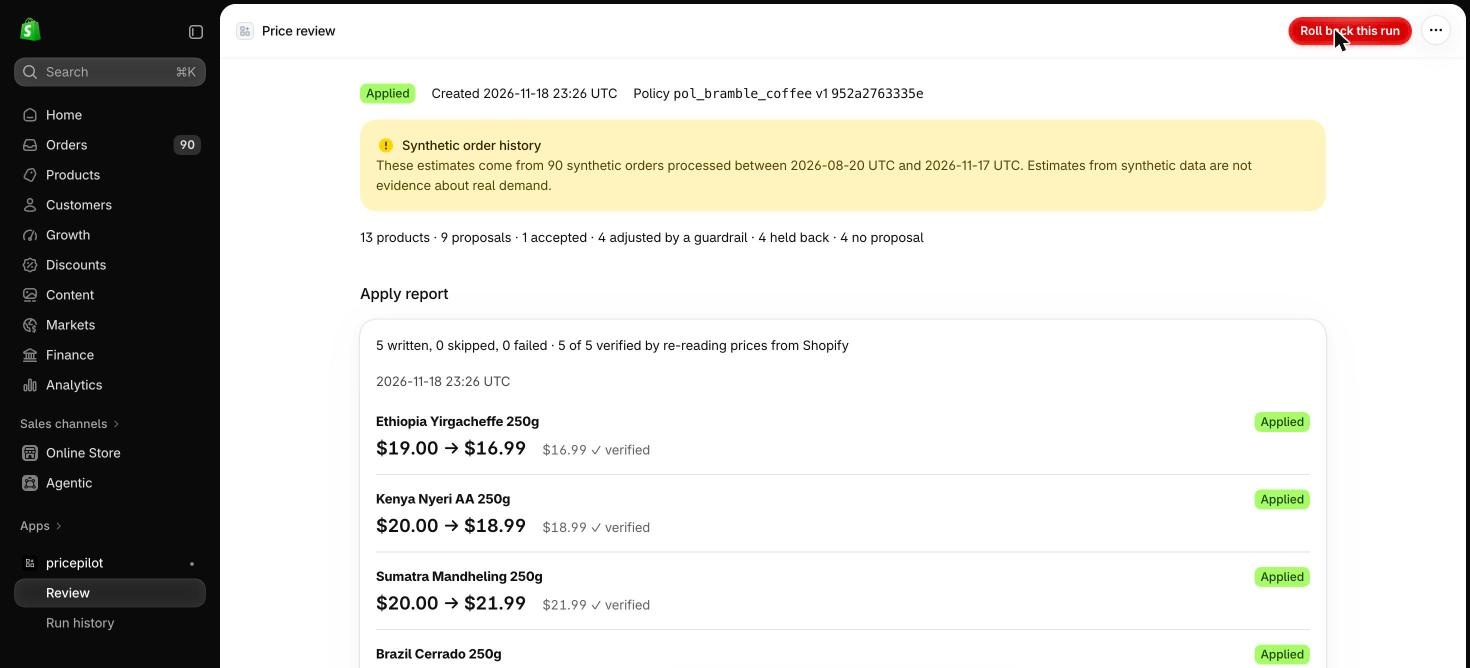 Price review
Roll back this run
Search ⌘K
Home
Orders 90
Products
Customers
Growth
Discounts
Content
Markets
Finance
Analytics
Sales channels
Online Store
Agentic
Apps
pricepilot
Review
Run history
Applied Created 2026-11-18 23:26 UTC Policy pol_bramble_coffee v1 952a2763335e
Synthetic order history
These estimates come from 90 synthetic orders processed between 2026-08-20 UTC and 2026-11-17 UTC. Estimates from synthetic data are not
evidence about real demand.
13 products · 9 proposals · 1 accepted · 4 adjusted by a guardrail · 4 held back · 4 no proposal
Apply report
5 written, 0 skipped, 0 failed · 5 of 5 verified by re-reading prices from Shopify
2026-11-18 23:26 UTC
Ethiopia Yirgacheffe 250g Applied
$19.00 → $16.99 $16.99 ✓ verified
Kenya Nyeri AA 250g Applied
$20.00 → $18.99 $18.99 ✓ verified
Sumatra Mandheling 250g Applied
$20.00 → $21.99 $21.99 ✓ verified
Brazil Cerrado 250g Applied